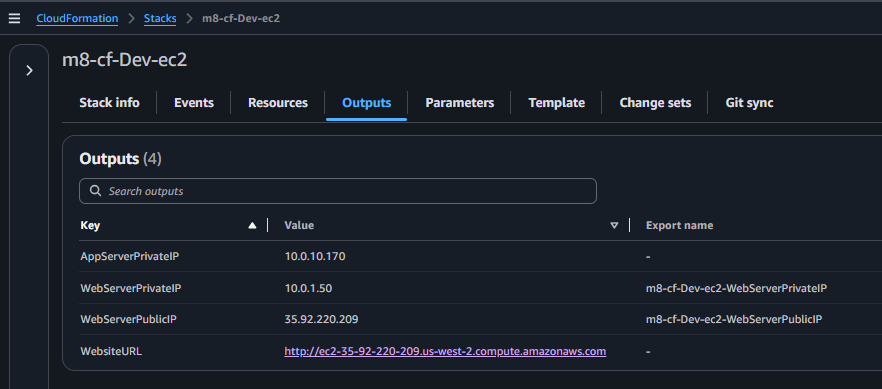 CloudFormation > Stacks > m8-cf-Dev-ec2
m8-cf-Dev-ec2
Stack info Events Resources Outputs Parameters Template Change sets Git sync
Outputs (4)
Search outputs
Key Value Export name
AppServerPrivateIP 10.0.10.170 -
WebServerPrivateIP 10.0.1.50 m8-cf-Dev-ec2-WebServerPrivateIP
WebServerPublicIP 35.92.220.209 m8-cf-Dev-ec2-WebServerPublicIP
WebsiteURL http://ec2-35-92-220-209.us-west-2.compute.amazonaws.com -